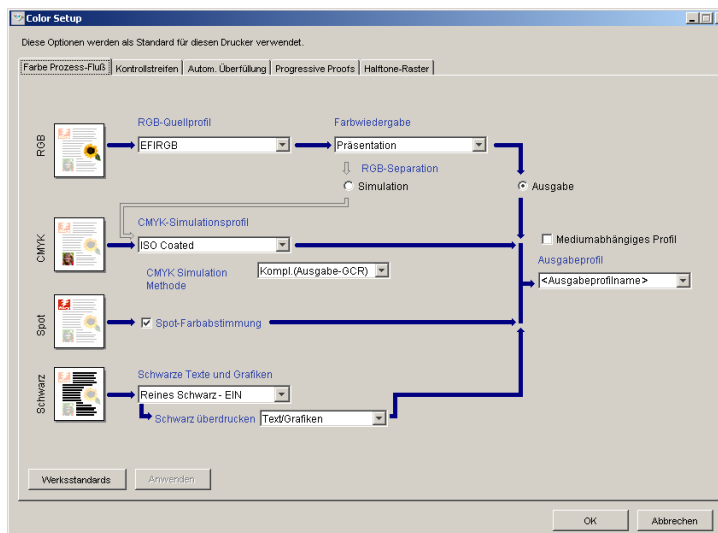 Color Setup
Diese Optionen werden als Standard für diesen Drucker verwendet.
Farbe Prozess-Fluß Kontrollstreifen Autom. Überfüllung Progressive Proofs Halftone-Raster
RGB-Quellprofil Farbwiedergabe
RGB EFIRGB Präsentation
RGB-Separation
Simulation Ausgabe
CMYK-Simulationsprofil
CMYK ISO Coated Mediumabhängiges Profil
Ausgabeprofil
CMYK Simulation Methode Kompl.(Ausgabe-GCR) <Ausgabeprofilname>
Spot Spot-Farbabstimmung
Schwarze Texte und Grafiken
Schwarz Reines Schwarz - EIN
Schwarz überdrucken Text/Grafiken
Werksstandards Anwenden
OK Abbrechen